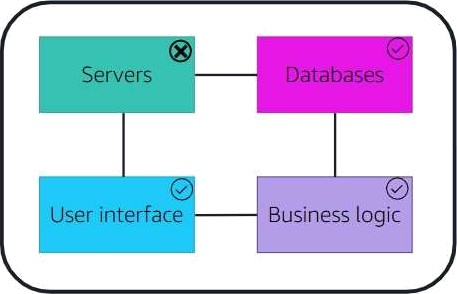 Servers
Databases
User interface
Business logic